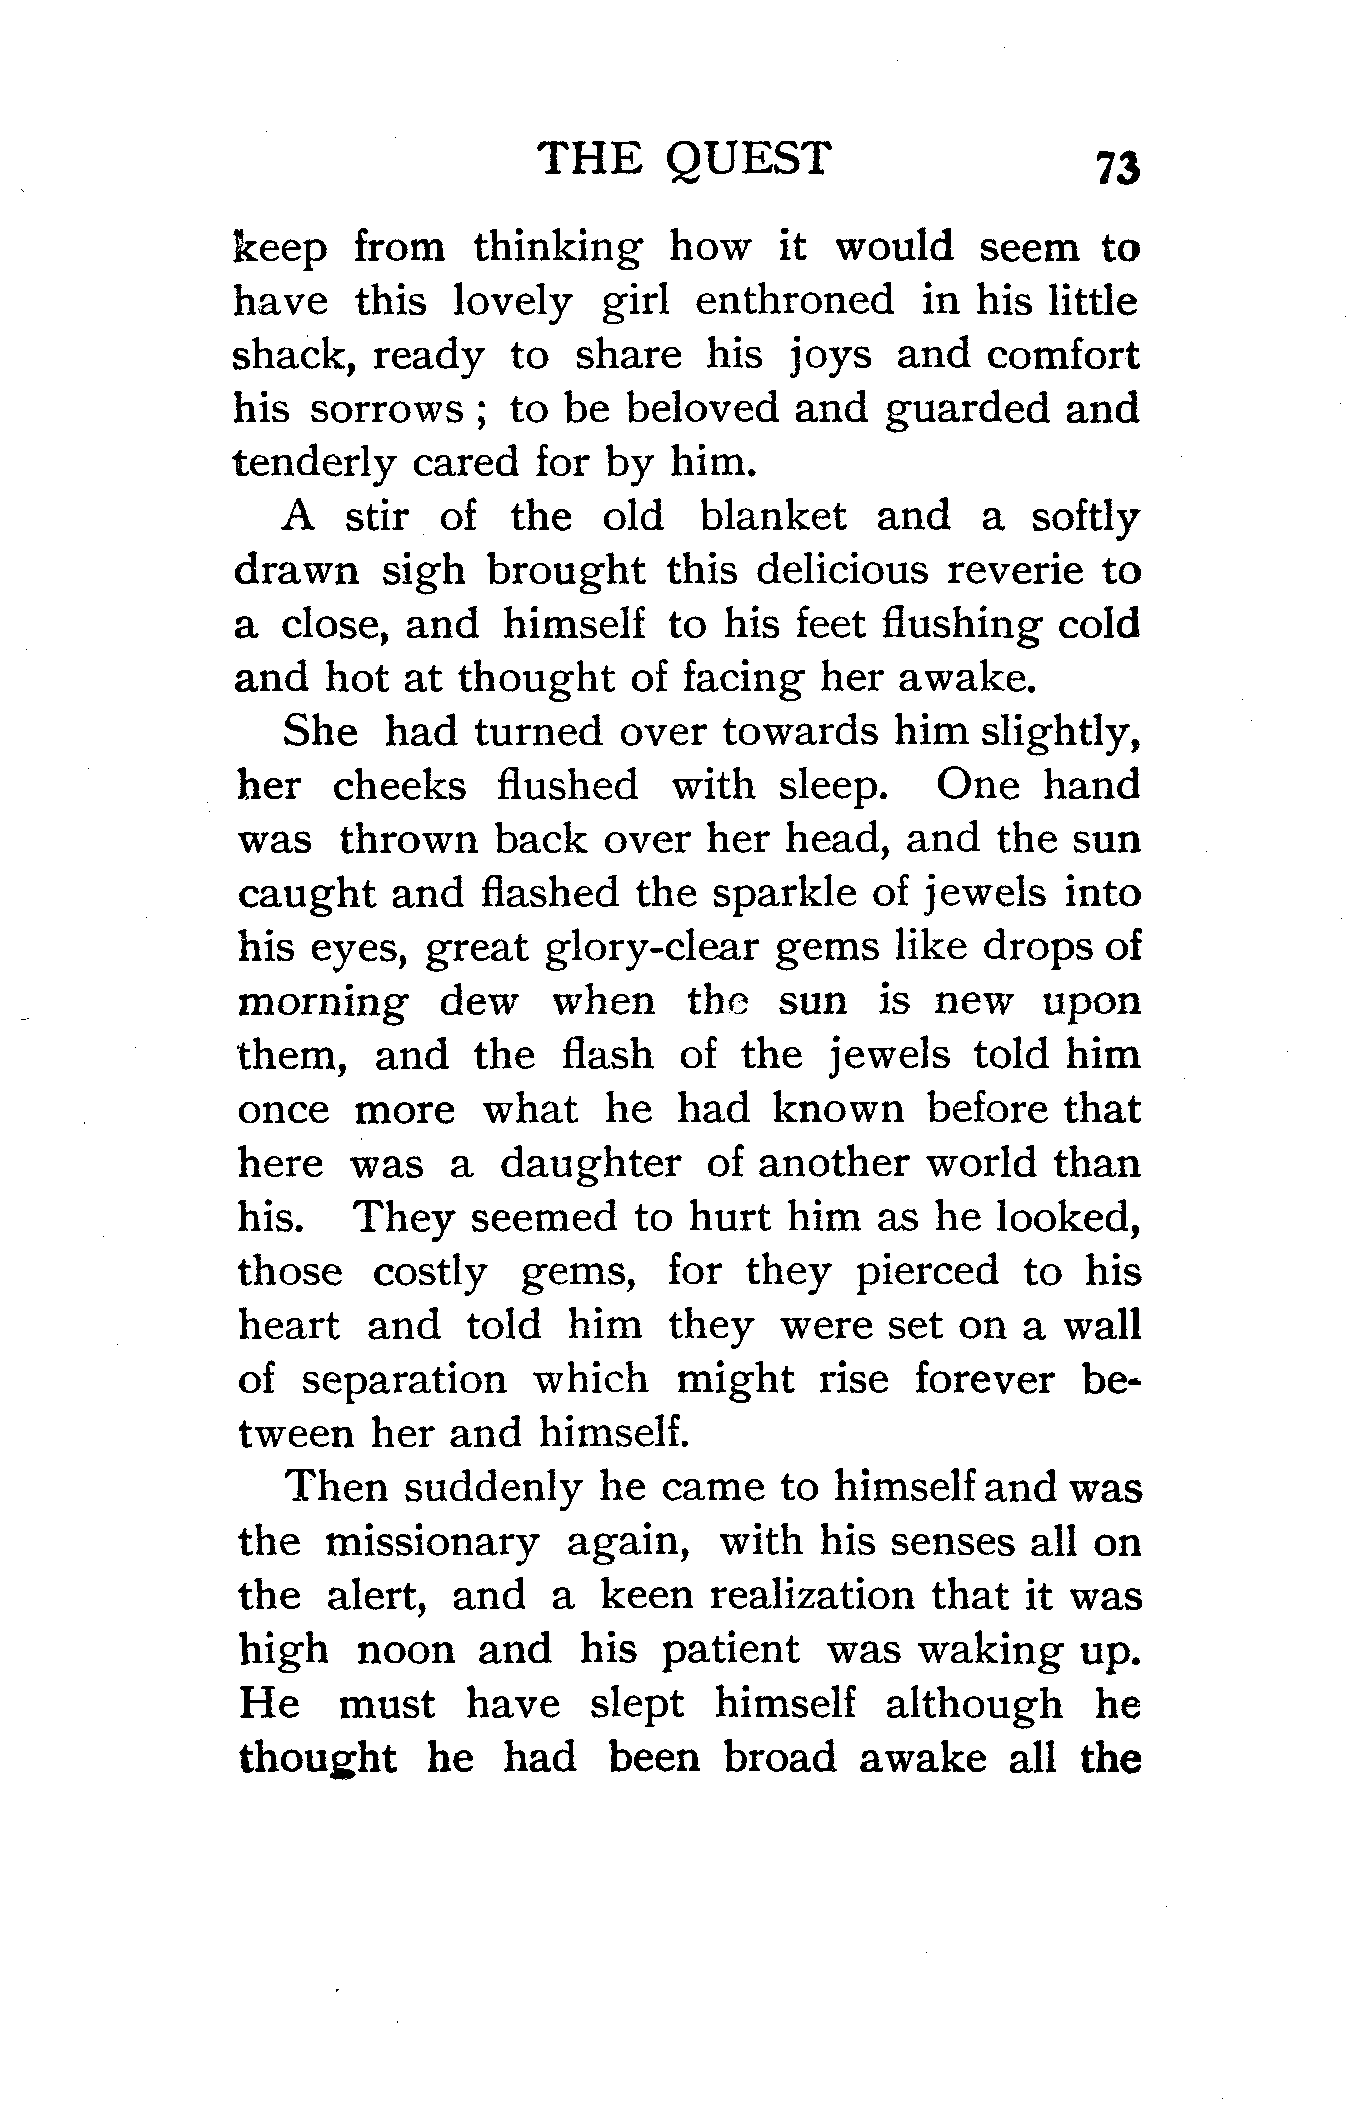 THE QUEST 73
keep from thinking how it would seem to
have this lovely girl enthroned in his little
shack, ready to share his joys and comfort
his sorrows ; to be beloved and guarded and
tenderly cared for by him.
A stir of the old blanket and a softly
drawn sigh brought this delicious reverie to
a close, and himself to his feet flushing cold
and hot at thought of facing her awake.
She had turned over towards him slightly,
her cheeks flushed with sleep. One hand
was thrown back over her head, and the sun
caught and flashed the sparkle of jewels into
his eyes, great glory-clear gems like drops of
morning dew when the sun is new upon
them, and the flash of the jewels told him
once more what he had known before that
here was a daughter of another world than
his. They seemed to hurt him as he looked,
those costly gems, for they pierced to his
heart and told him they were set on a wall
of separation which might rise forever be-
tween her and himself.
Then suddenly he came to himself and was
the missionary again, with his senses all on
the alert, and a keen realization that it was
high noon and his patient was waking up.
He must have slept himself although he
thought he had been broad awake all the